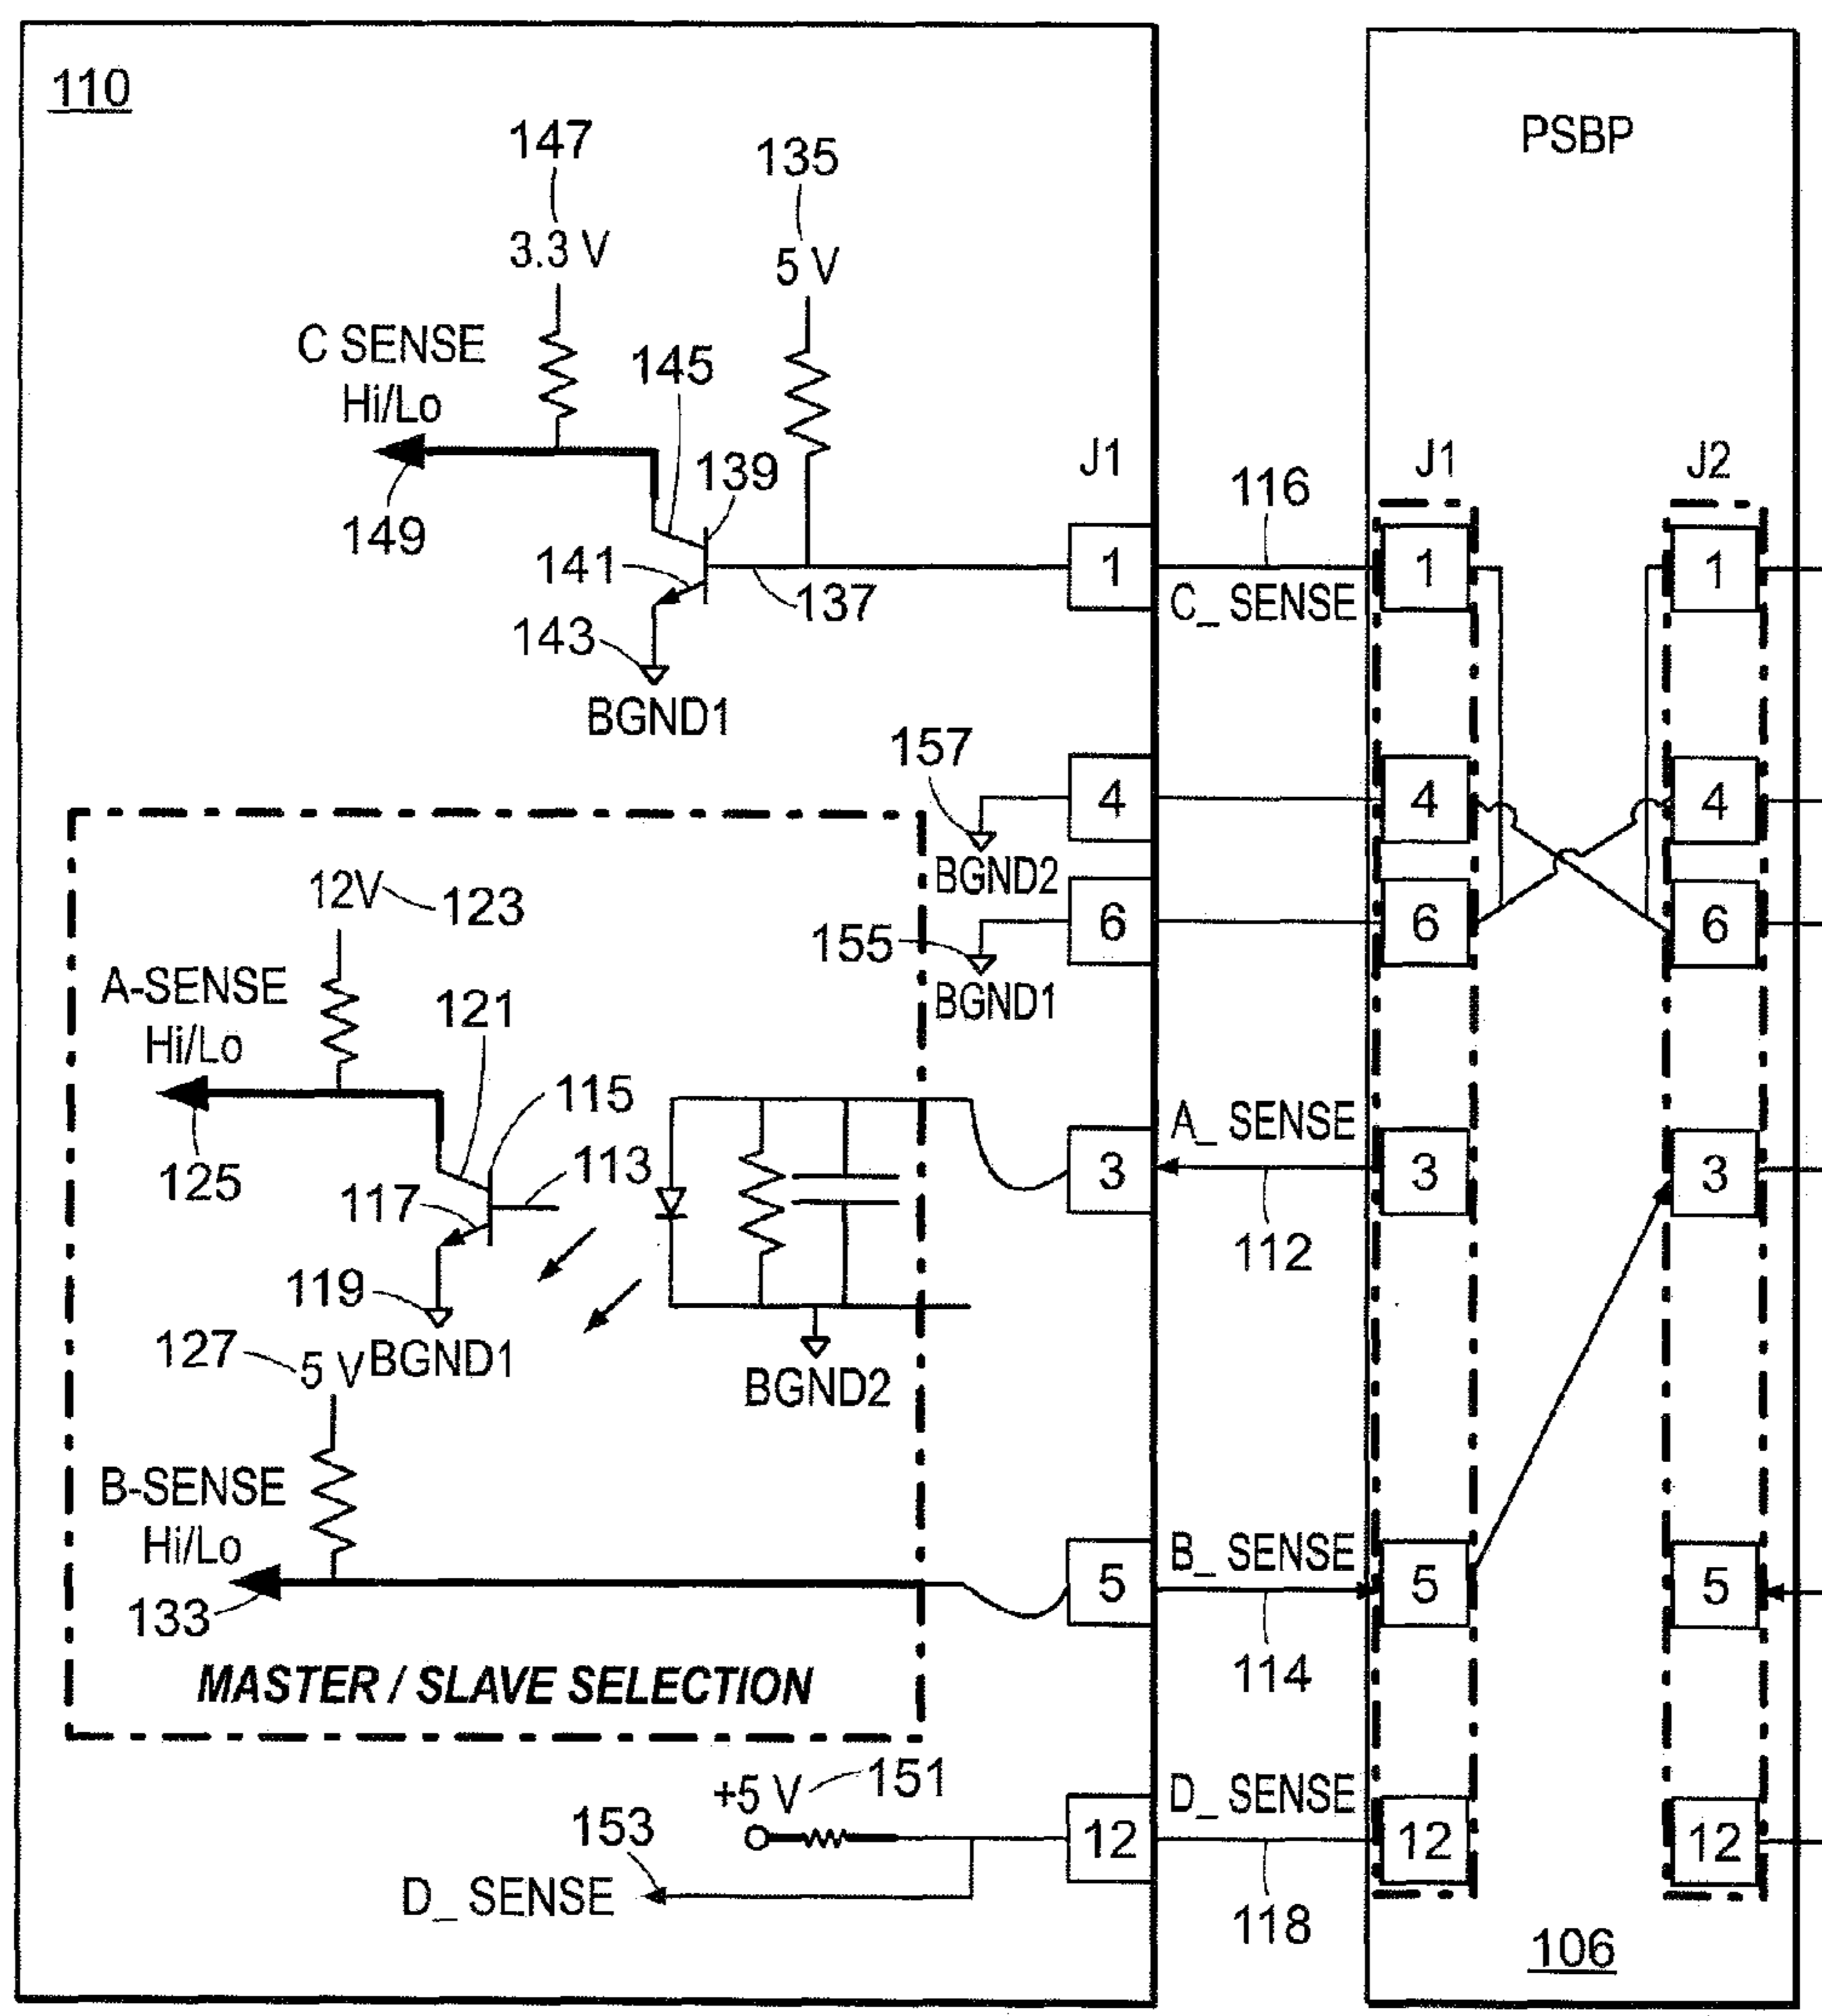 110
PSBP
147
135
3.3 V
5 V
C SENSE
Hi/Lo
145
139
149
141
137
143
BGND1
J1
116
J1
J2
1
C_ SENSE
1
1
157
4
4
4
BGND2
6
6
6
155
BGND1
12V
123
A-SENSE
Hi/Lo
121
115
113
125
117
119
BGND1
BGND2
A_ SENSE
3
3
3
112
127
5 V
B-SENSE
Hi/Lo
133
B_ SENSE
5
5
5
114
MASTER / SLAVE SELECTION
+5 V
151
153
D_ SENSE
D_ SENSE
12
12
12
118
106